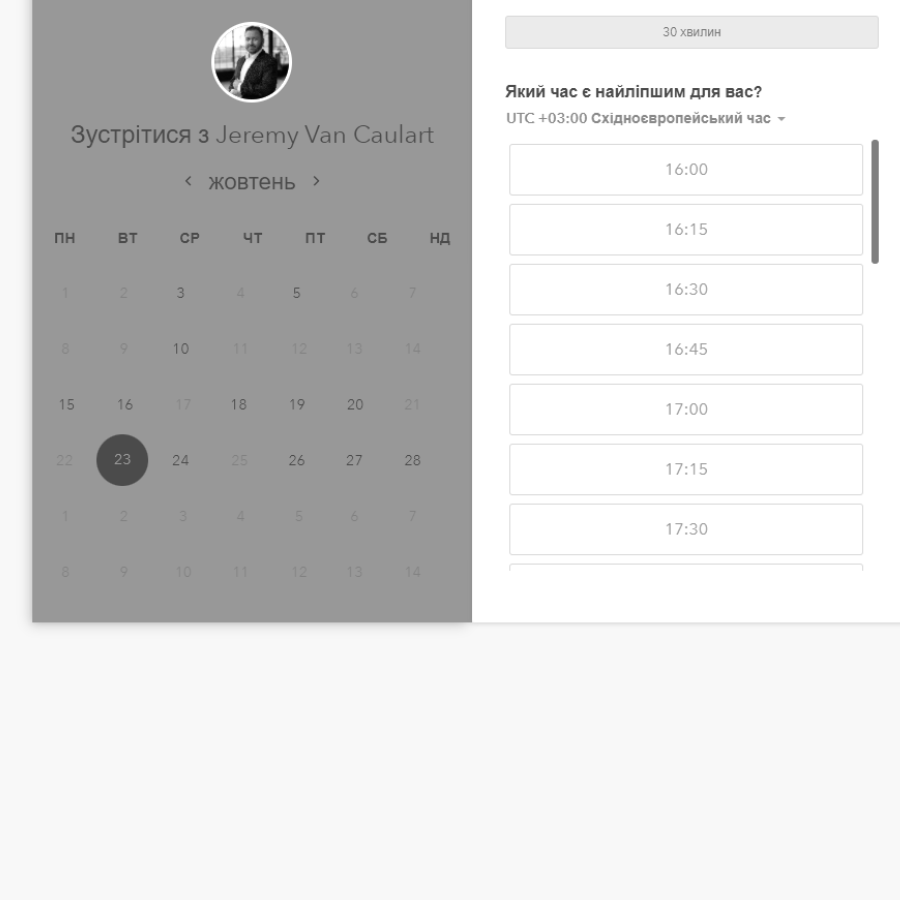 Зустрітися з Jeremy Van Caulart
жовтень
ПН ВТ СР ЧТ ПТ СБ НД
1 2 3 4 5 6 7
8 9 10 11 12 13 14
15 16 17 18 19 20 21
22 23 24 25 26 27 28
1 2 3 4 5 6 7
8 9 10 11 12 13 14
30 хвилин
Який час є найліпшим для вас?
UTC +03:00 Східноєвропейський час
16:00
16:15
16:30
16:45
17:00
17:15
17:30